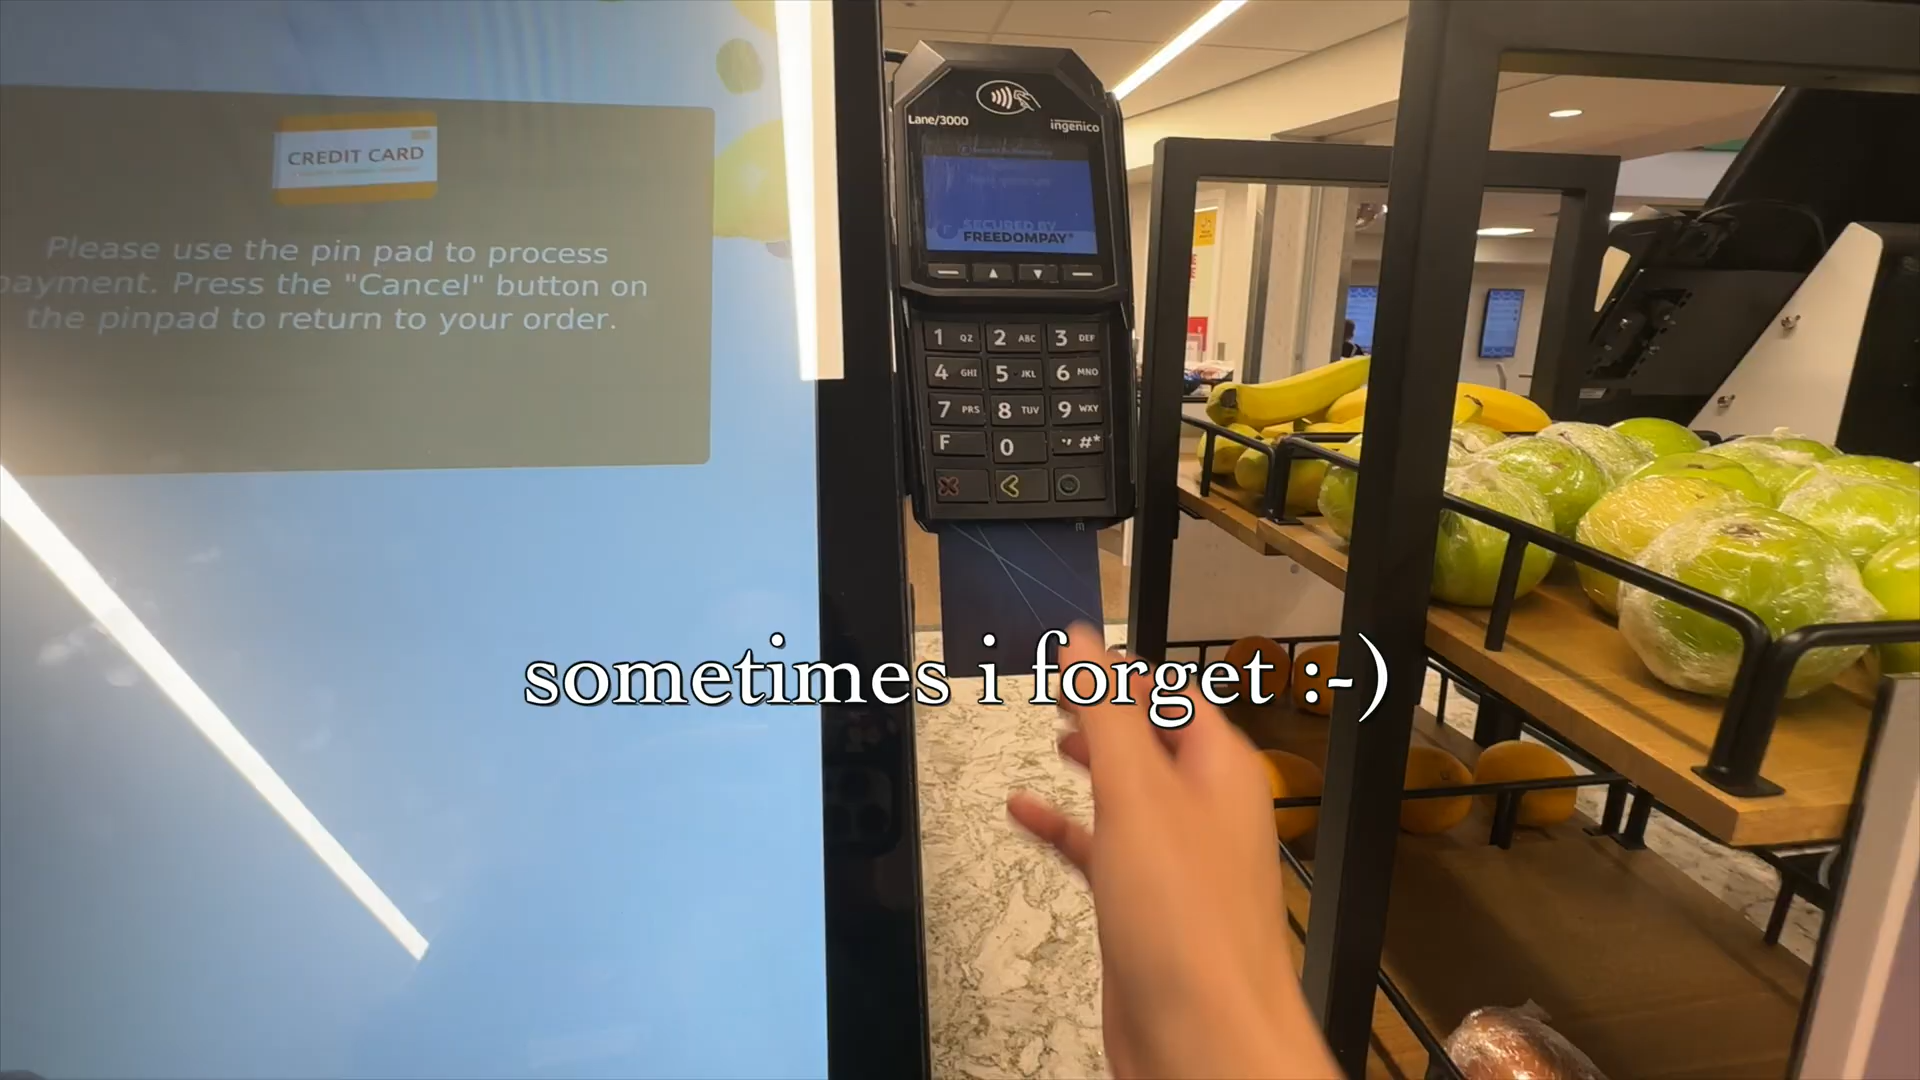 CREDIT CARD
Please use the pin pad to process
payment. Press the "Cancel" button on
the pinpad to return to your order.
Lane/3000
ingenico
SECURED BY
FREEDOMPAY
1 QZ 2 ABC 3 DEF
4 GHI 5 JKL 6 MNO
7 PRS 8 TUV 9 WXY
F 0 ., #*
sometimes i forget :-)